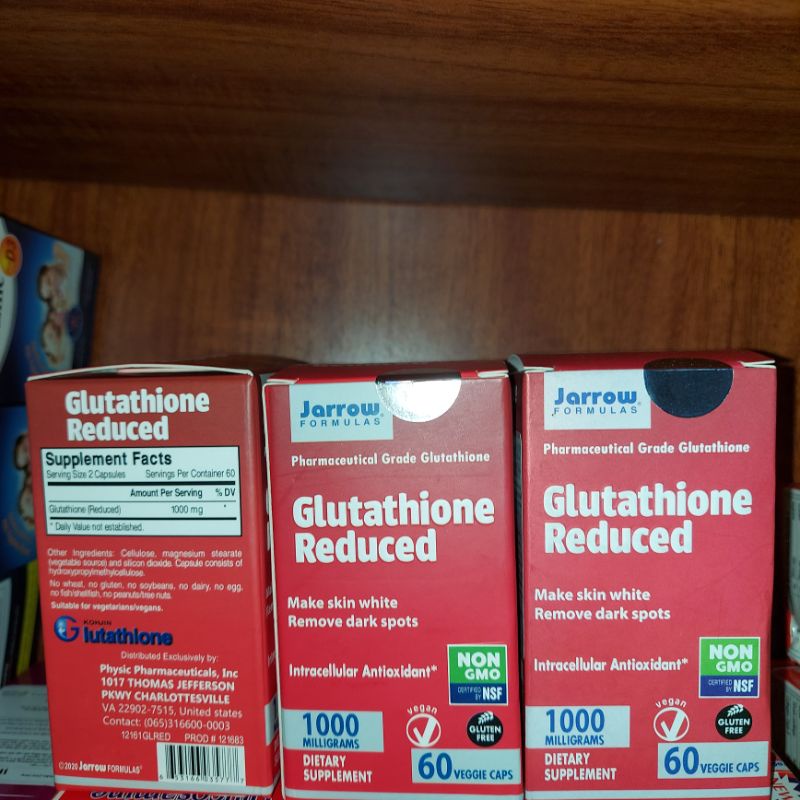 Glutathione
Reduced
Supplement Facts
Serving Size 2 Capsules Servings Per Container 60
Amount Per Serving % DV
Glutathione (Reduced) 1000 mg *
* Daily Value not established.
Other Ingredients: Cellulose, magnesium stearate
(vegetable source) and silicon dioxide. Capsule consists of
hydroxypropylmethylcellulose.
No wheat, no gluten, no soybeans, no dairy, no egg,
no fish/shellfish, no peanuts/tree nuts.
Suitable for vegetarians/vegans.
KOHJIN
Glutathione
Distributed Exclusively by:
Physic Pharmaceuticals, Inc
1017 THOMAS JEFFERSON
PKWY CHARLOTTESVILLE
VA 22902-7515, United states
Contact: (065)316600-0003
12161GLRED PROD # 121683
©2020 Jarrow FORMULAS
Jarrow
FORMULAS
Pharmaceutical Grade Glutathione
Glutathione
Reduced
Make skin white
Remove dark spots
Intracellular Antioxidant*
NON
GMO
CERTIFIED
BY NSF
1000
MILLIGRAMS
vegan
GLUTEN
FREE
DIETARY
SUPPLEMENT
60 VEGGIE CAPS
Jarrow
FORMULAS
Pharmaceutical Grade Glutathione
Glutathione
Reduced
Make skin white
Remove dark spots
Intracellular Antioxidant*
NON
GMO
CERTIFIED
BY NSF
1000
MILLIGRAMS
vegan
GLUTEN
FREE
DIETARY
SUPPLEMENT
60 VEGGIE CAPS